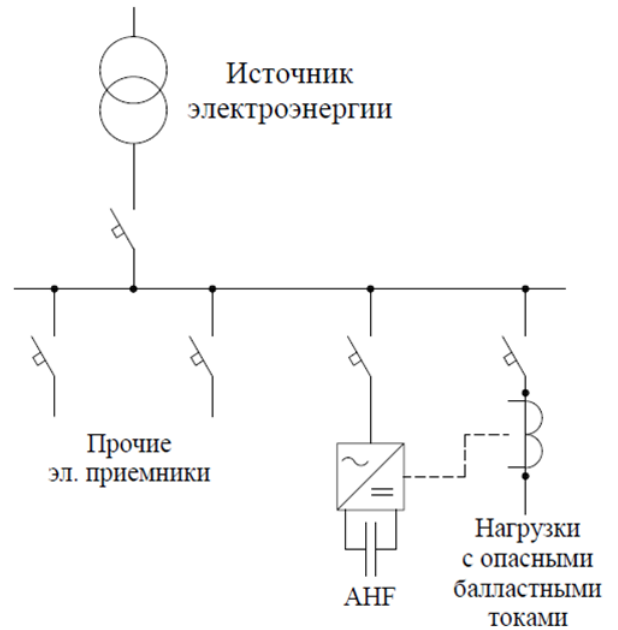 Источник
электроэнергии
Прочие
эл. приемники
AHF
Нагрузки
с опасными
балластными
токами